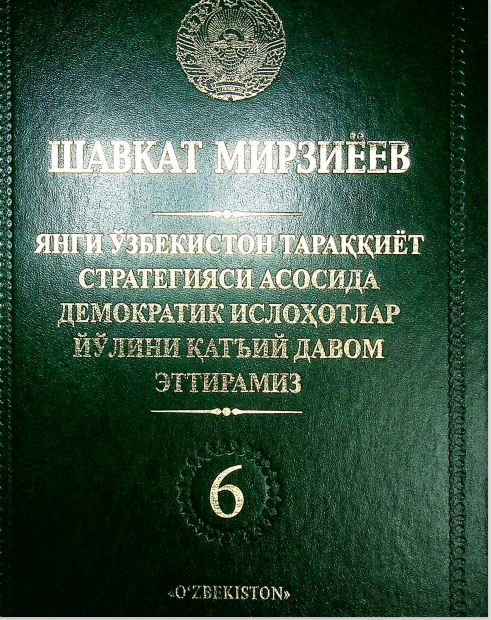 ШАВКАТ МИРЗИЁЕВ
ЯНГИ ЎЗБЕКИСТОН ТАРАҚҚИЁТ
СТРАТЕГИЯСИ АСОСИДА
ДЕМОКРАТИК ИСЛОҲОТЛАР
ЙЎЛИНИ ҚАТЪИЙ ДАВОМ
ЭТТИРАМИЗ
6
«O‘ZBEKISTON»